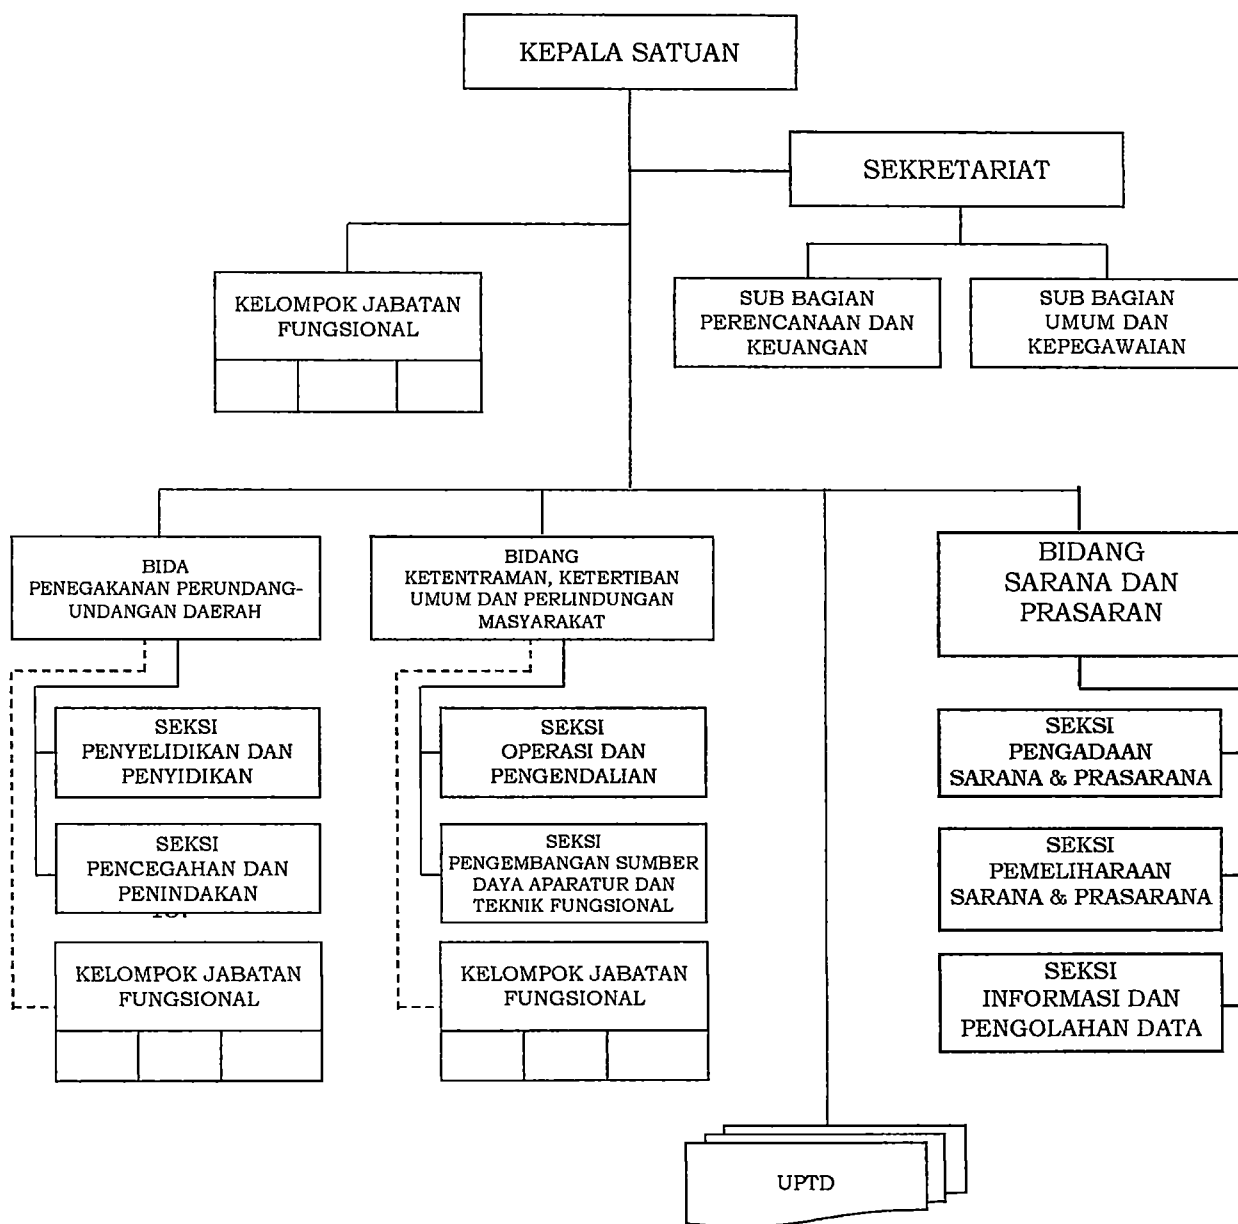 KEPALA SATUAN
SEKRETARIAT
KELOMPOK JABATAN
FUNGSIONAL
SUB BAGIAN
PERENCANAAN DAN
KEUANGAN
SUB BAGIAN
UMUM DAN
KEPEGAWAIAN
BIDA
PENEGAKANAN PERUNDANG-
UNDANGAN DAERAH
BIDANG
KETENTRAMAN, KETERTIBAN
UMUM DAN PERLINDUNGAN
MASYARAKAT
BIDANG
SARANA DAN
PRASARAN
SEKSI
PENYELIDIKAN DAN
PENYIDIKAN
SEKSI
OPERASI DAN
PENGENDALIAN
SEKSI
PENGADAAN
SARANA & PRASARANA
SEKSI
PENCEGAHAN DAN
PENINDAKAN
SEKSI
PENGEMBANGAN SUMBER
DAYA APARATUR DAN
TEKNIK FUNGSIONAL
SEKSI
PEMELIHARAAN
SARANA & PRASARANA
KELOMPOK JABATAN
FUNGSIONAL
KELOMPOK JABATAN
FUNGSIONAL
SEKSI
INFORMASI DAN
PENGOLAHAN DATA
UPTD